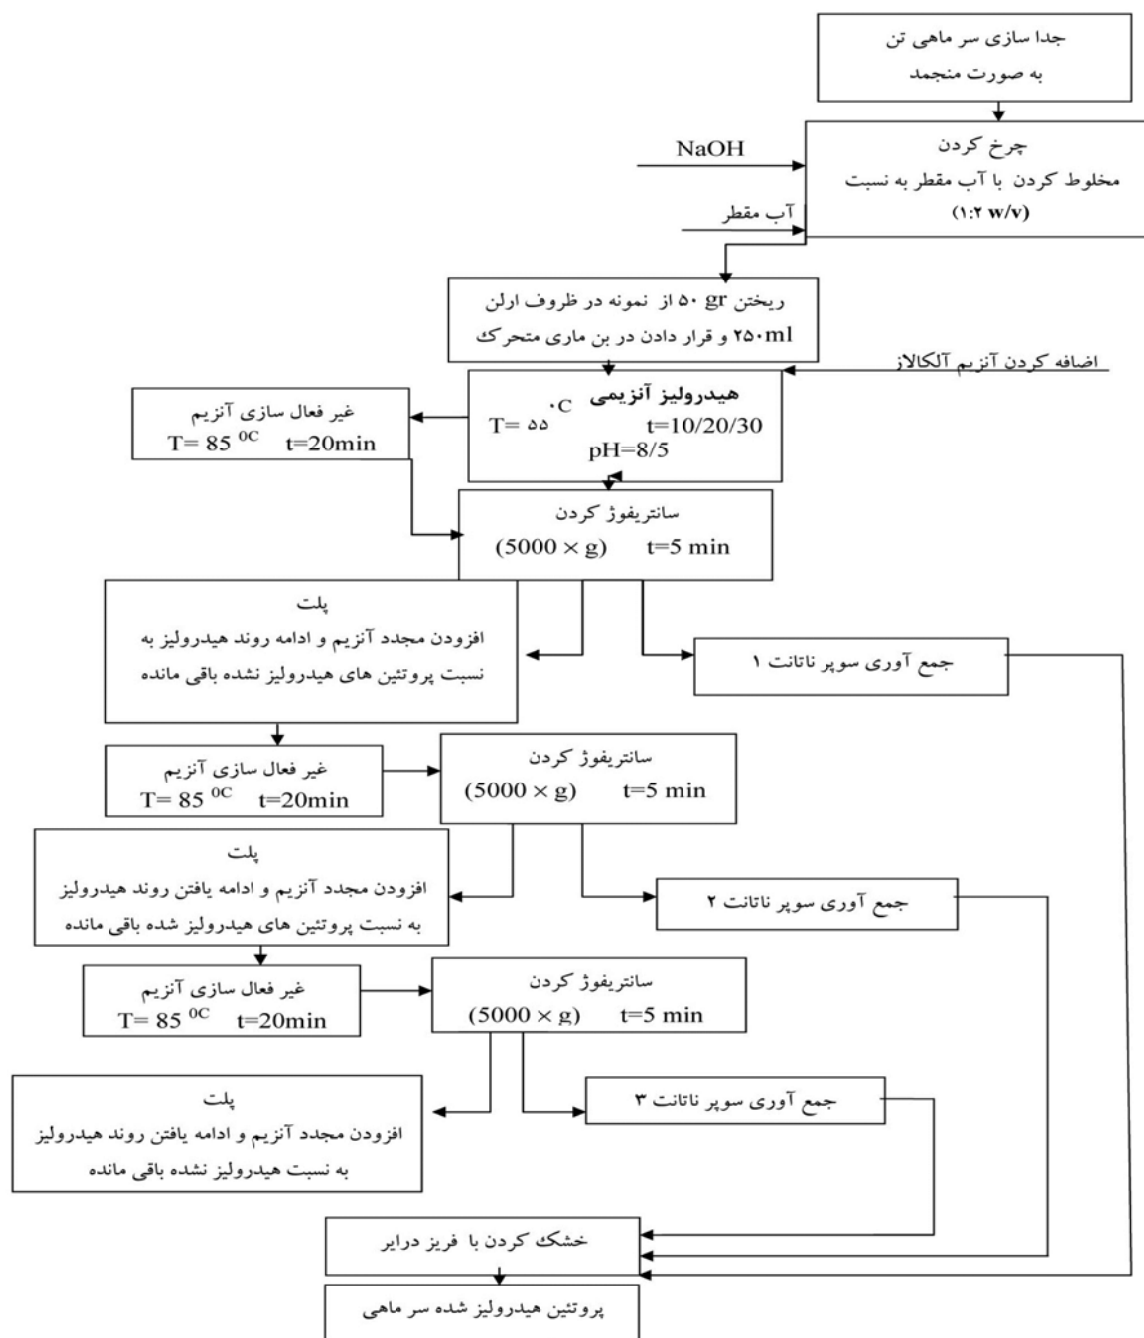 جدا سازی سر ماهی تن
به صورت منجمد
چرخ کردن
مخلوط کردن با آب مقطر به نسبت
(۱:۲ w/v)
NaOH
آب مقطر
ریختن ۵۰ gr از نمونه در ظروف ارلن
۲۵۰ml و قرار دادن در بن ماری متحرک
اضافه کردن آنزیم آلکالاز
هیدرولیز آنزیمی
T= ۵۵ °C t=10/20/30
pH=8/5
غیر فعال سازی آنزیم
T= 85 0C t=20min
سانتریفوژ کردن
(5000 × g) t=5 min
پلت
افزودن مجدد آنزیم و ادامه روند هیدرولیز به
نسبت پروتئین های هیدرولیز نشده باقی مانده
جمع آوری سوپر ناتانت ۱
غیر فعال سازی آنزیم
T= 85 0C t=20min
سانتریفوژ کردن
(5000 × g) t=5 min
پلت
افزودن مجدد آنزیم و ادامه یافتن روند هیدرولیز
به نسبت پروتئین های هیدرولیز شده باقی مانده
جمع آوری سوپر ناتانت ۲
غیر فعال سازی آنزیم
T= 85 0C t=20min
سانتریفوژ کردن
(5000 × g) t=5 min
پلت
افزودن مجدد آنزیم و ادامه یافتن روند هیدرولیز
به نسبت هیدرولیز نشده باقی مانده
جمع آوری سوپر ناتانت ۳
خشک کردن با فریز درایر
پروتئین هیدرولیز شده سر ماهی